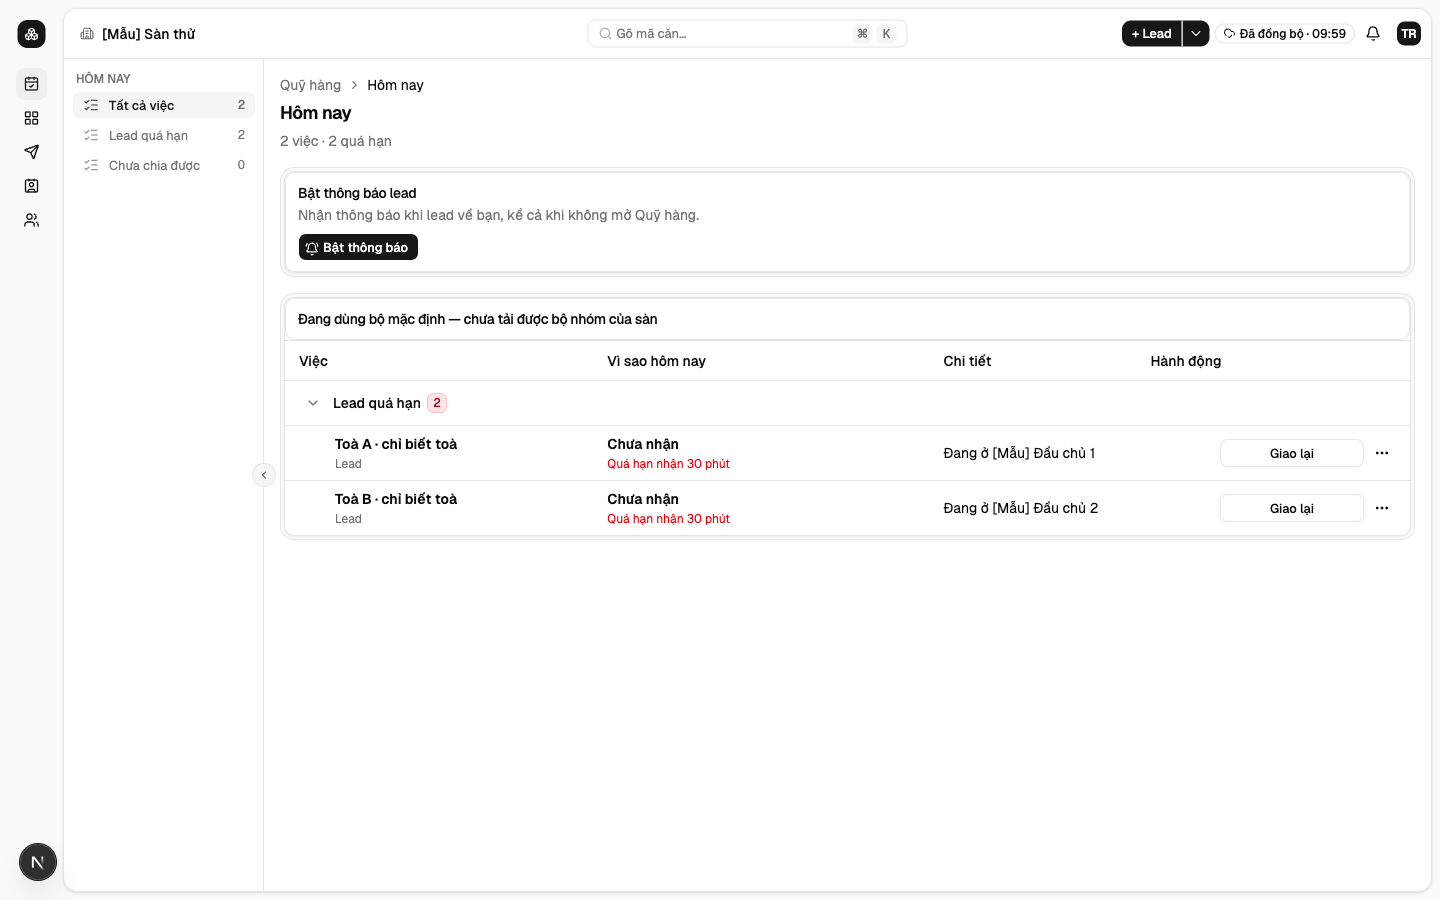 [Mẫu] Sàn thử
Gõ mã căn...
⌘ K
+ Lead
Đã đồng bộ · 09:59
TR
HÔM NAY
Tất cả việc 2
Lead quá hạn 2
Chưa chia được 0
Quỹ hàng > Hôm nay
Hôm nay
2 việc · 2 quá hạn
Bật thông báo lead
Nhận thông báo khi lead về bạn, kể cả khi không mở Quỹ hàng.
Bật thông báo
Đang dùng bộ mặc định — chưa tải được bộ nhóm của sàn
Việc Vì sao hôm nay Chi tiết Hành động
Lead quá hạn 2
Toà A · chỉ biết toà Chưa nhận Đang ở [Mẫu] Đầu chủ 1 Giao lại
Lead Quá hạn nhận 30 phút
Toà B · chỉ biết toà Chưa nhận Đang ở [Mẫu] Đầu chủ 2 Giao lại
Lead Quá hạn nhận 30 phút
N